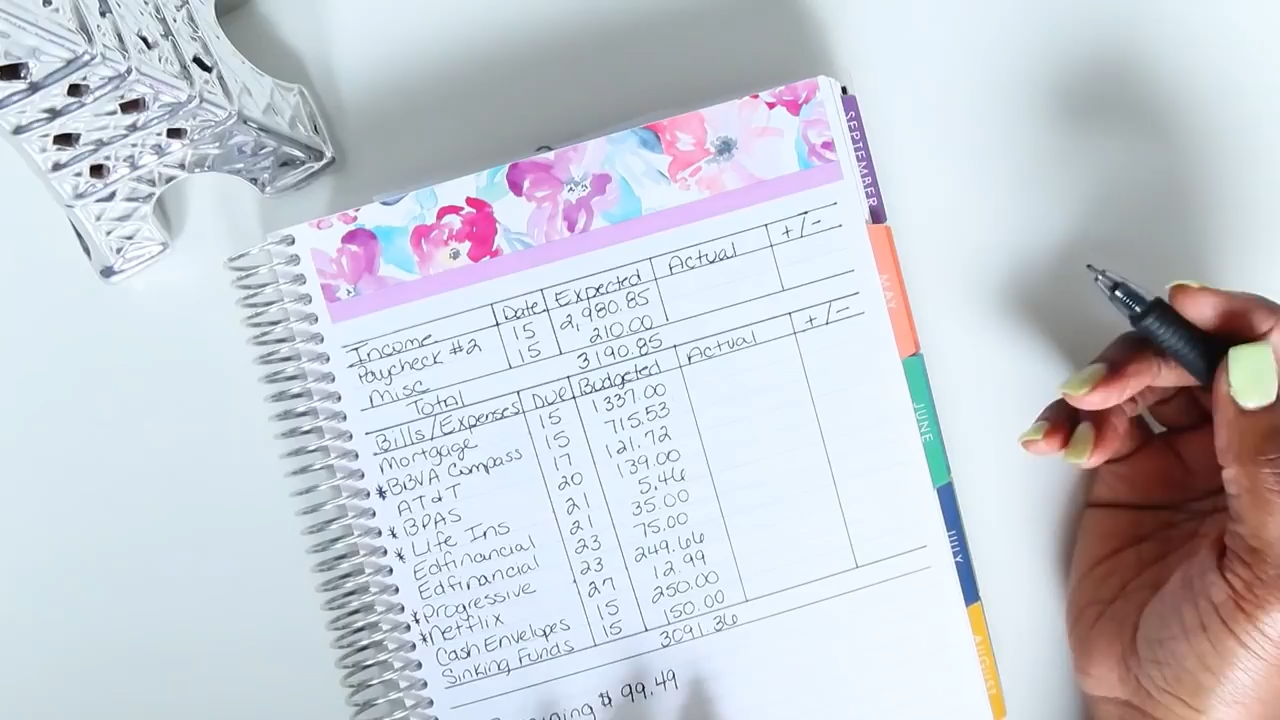 Income Date Expected Actual +/-
Paycheck #2 15 2,980.85
Misc 15 210.00
Total 3190.85
Bills/Expenses Due Budgeted Actual +/-
Mortgage 15 1337.00
*BBVA Compass 15 715.53
AT&T 17 121.72
*BPAS 20 139.00
*Life Ins 21 5.46
Edfinancial 21 35.00
Edfinancial 23 75.00
*Progressive 23 249.66
*Netflix 27 12.99
Cash Envelopes 15 250.00
Sinking Funds 15 150.00
3091.36
$99.49
SEPTEMBER
MAY
JUNE
JULY
AUGUST